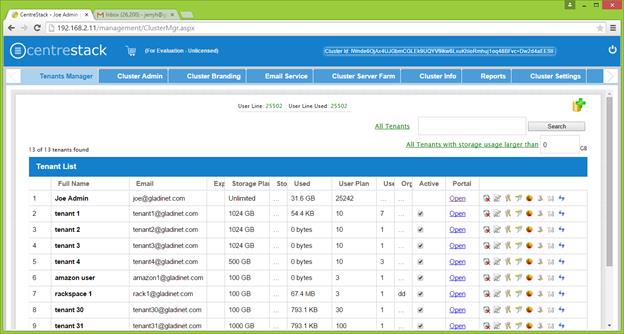 CentreStack - Joe Admin
Inbox (26,200) - jerryh@g
192.168.2.11/management/ClusterMgr.aspx
centrestack
(For Evaluation - Unlicensed)
Tenants Manager Cluster Admin Cluster Branding Email Service Cluster Server Farm Cluster Info Reports Cluster Settings
User Line: 25502 User Line Used: 25502
All Tenants Search
All Tenants with storage usage larger than 0 GB
13 of 13 tenants found
Tenant List
Full Name Email Exp Storage Plan Sto Used User Plan Use Org Active Portal
1 Joe Admin joe@gladinet.com Unlimited ... 31.6 GB 25242 ... ... Open
2 tenant 1 tenant1@gladinet.com 1024 GB ... 54.4 KB 10 7 ... Open
3 tenant 2 tenant2@gladinet.com 1024 GB ... 0 bytes 10 1 ... Open
4 tenant 3 tenant3@gladinet.com 1024 GB ... 0 bytes 10 1 ... Open
5 tenant 4 tenant4@gladinet.com 500 GB ... 0 bytes 10 3 ... Open
6 amazon user amazon1@gladinet.com 100 GB ... 0 bytes 3 1 ... Open
7 rackspace 1 rack1@gladinet.com 100 GB ... 67.4 MB 3 1 dd Open
8 tenant 30 tenant30@gladinet.com 100 GB ... 793.1 KB 30 1 ... Open
9 tenant 31 tenant31@gladinet.com 1000 GB ... 793.1 KB 100 1 ... Open